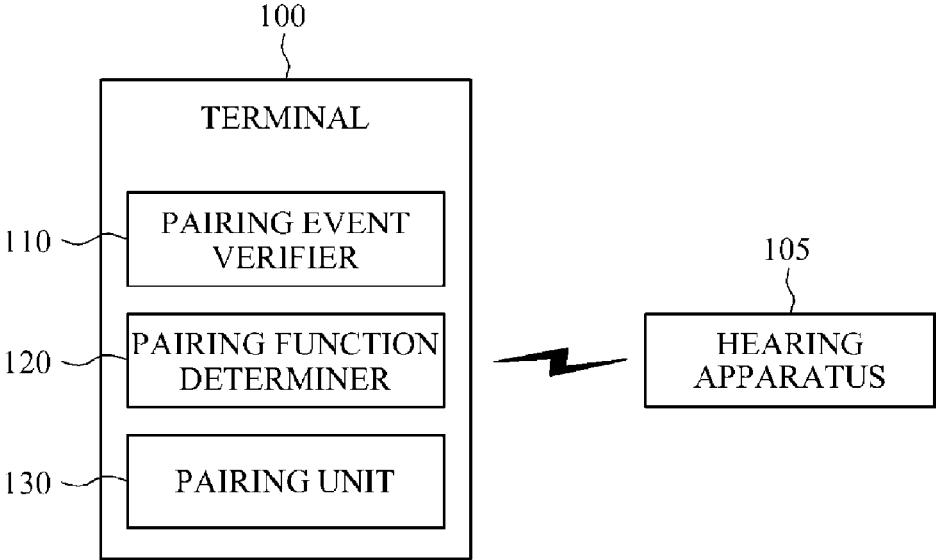 100
TERMINAL
110
PAIRING EVENT
VERIFIER
120
PAIRING FUNCTION
DETERMINER
130
PAIRING UNIT
105
HEARING
APPARATUS